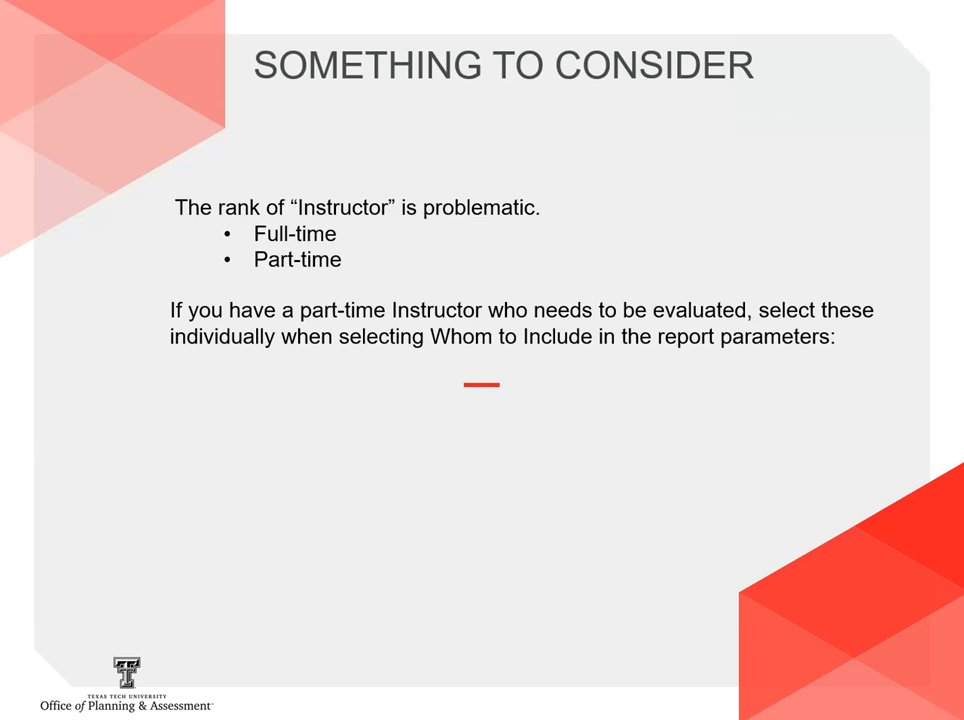 SOMETHING TO CONSIDER
The rank of “Instructor” is problematic.
• Full-time
• Part-time
If you have a part-time Instructor who needs to be evaluated, select these
individually when selecting Whom to Include in the report parameters:
TEXAS TECH UNIVERSITY
Office of Planning & Assessment